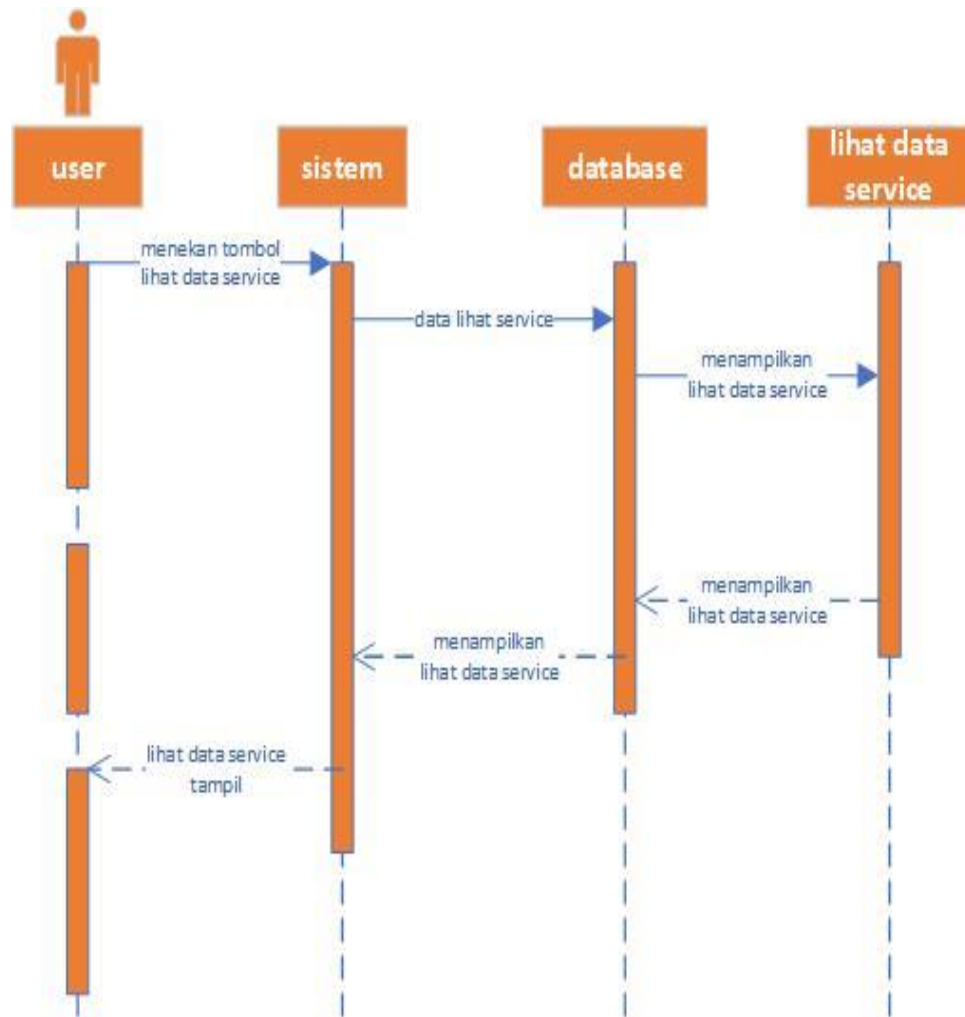 user
sistem
database
lihat data
service
menekan tombol
lihat data service
data lihat service
menampilkan
lihat data service
menampilkan
lihat data service
menampilkan
lihat data service
lihat data service
tampil